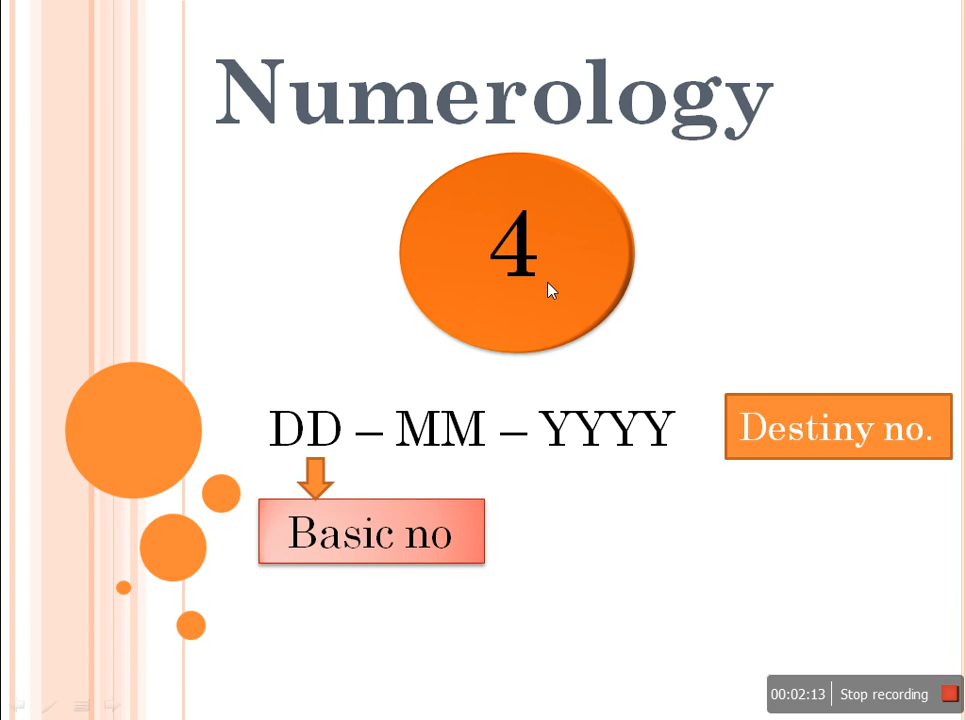 Numerology
4
DD – MM – YYYY
Destiny no.
Basic no
00:02:13
Stop recording